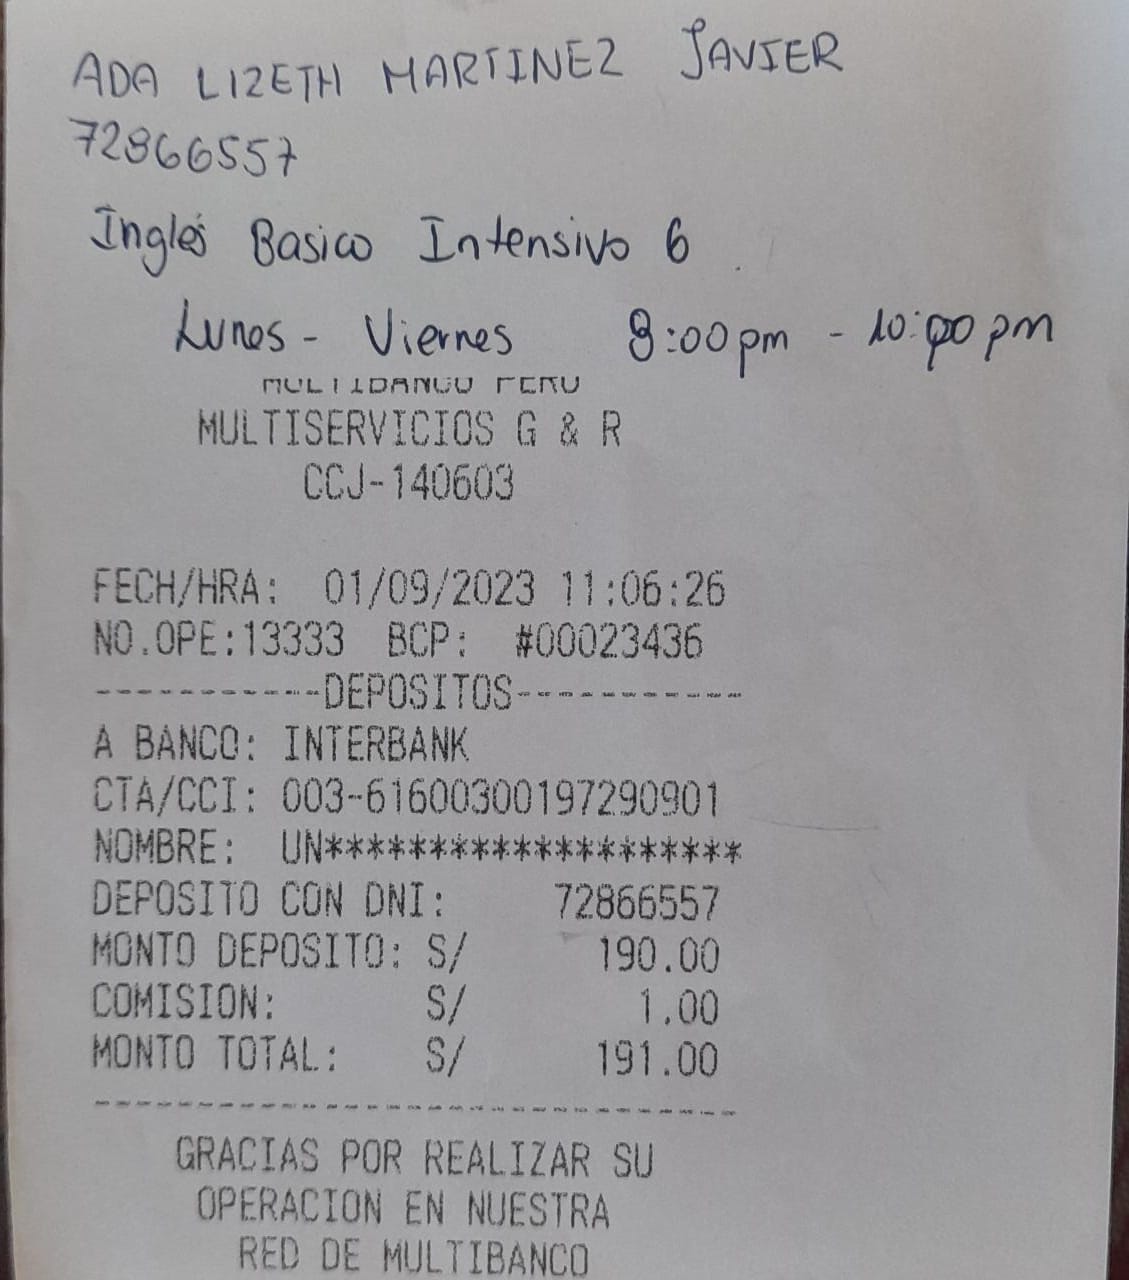 ADA LIZETH MARTINEZ JAVIER
72866557
Inglés Basico Intensivo 6
Lunes - Viernes 8:00pm - 10:00pm
MULTIBANCO PERU
MULTISERVICIOS G & R
CCJ-140603
FECH/HRA: 01/09/2023 11:06:26
NO.OPE:13333 BCP: #00023436
-----------DEPOSITOS-----------
A BANCO: INTERBANK
CTA/CCI: 003-61600300197290901
NOMBRE: UN********************
DEPOSITO CON DNI: 72866557
MONTO DEPOSITO: S/ 190.00
COMISION: S/ 1.00
MONTO TOTAL: S/ 191.00
-------------------------------
GRACIAS POR REALIZAR SU
OPERACION EN NUESTRA
RED DE MULTIBANCO